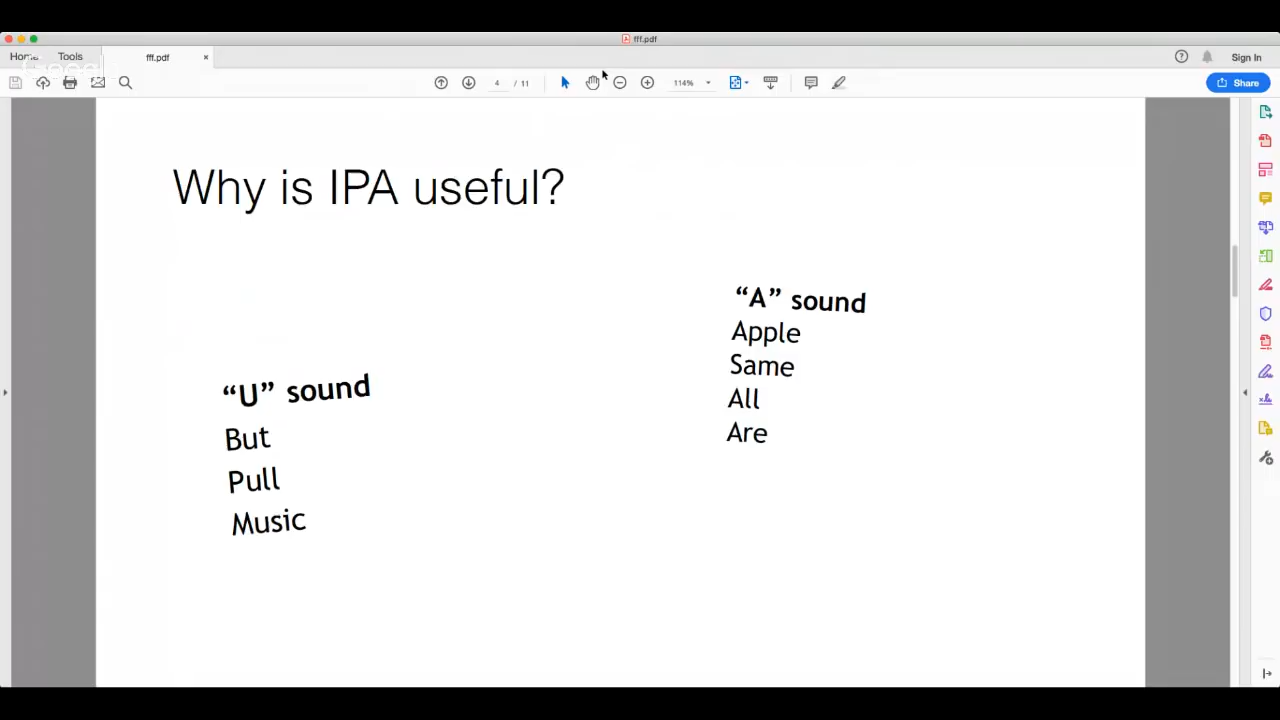 fff.pdf
Home Tools fff.pdf × Sign In
4 / 11 114% Share
Why is IPA useful?
“U” sound
But
Pull
Music
“A” sound
Apple
Same
All
Are